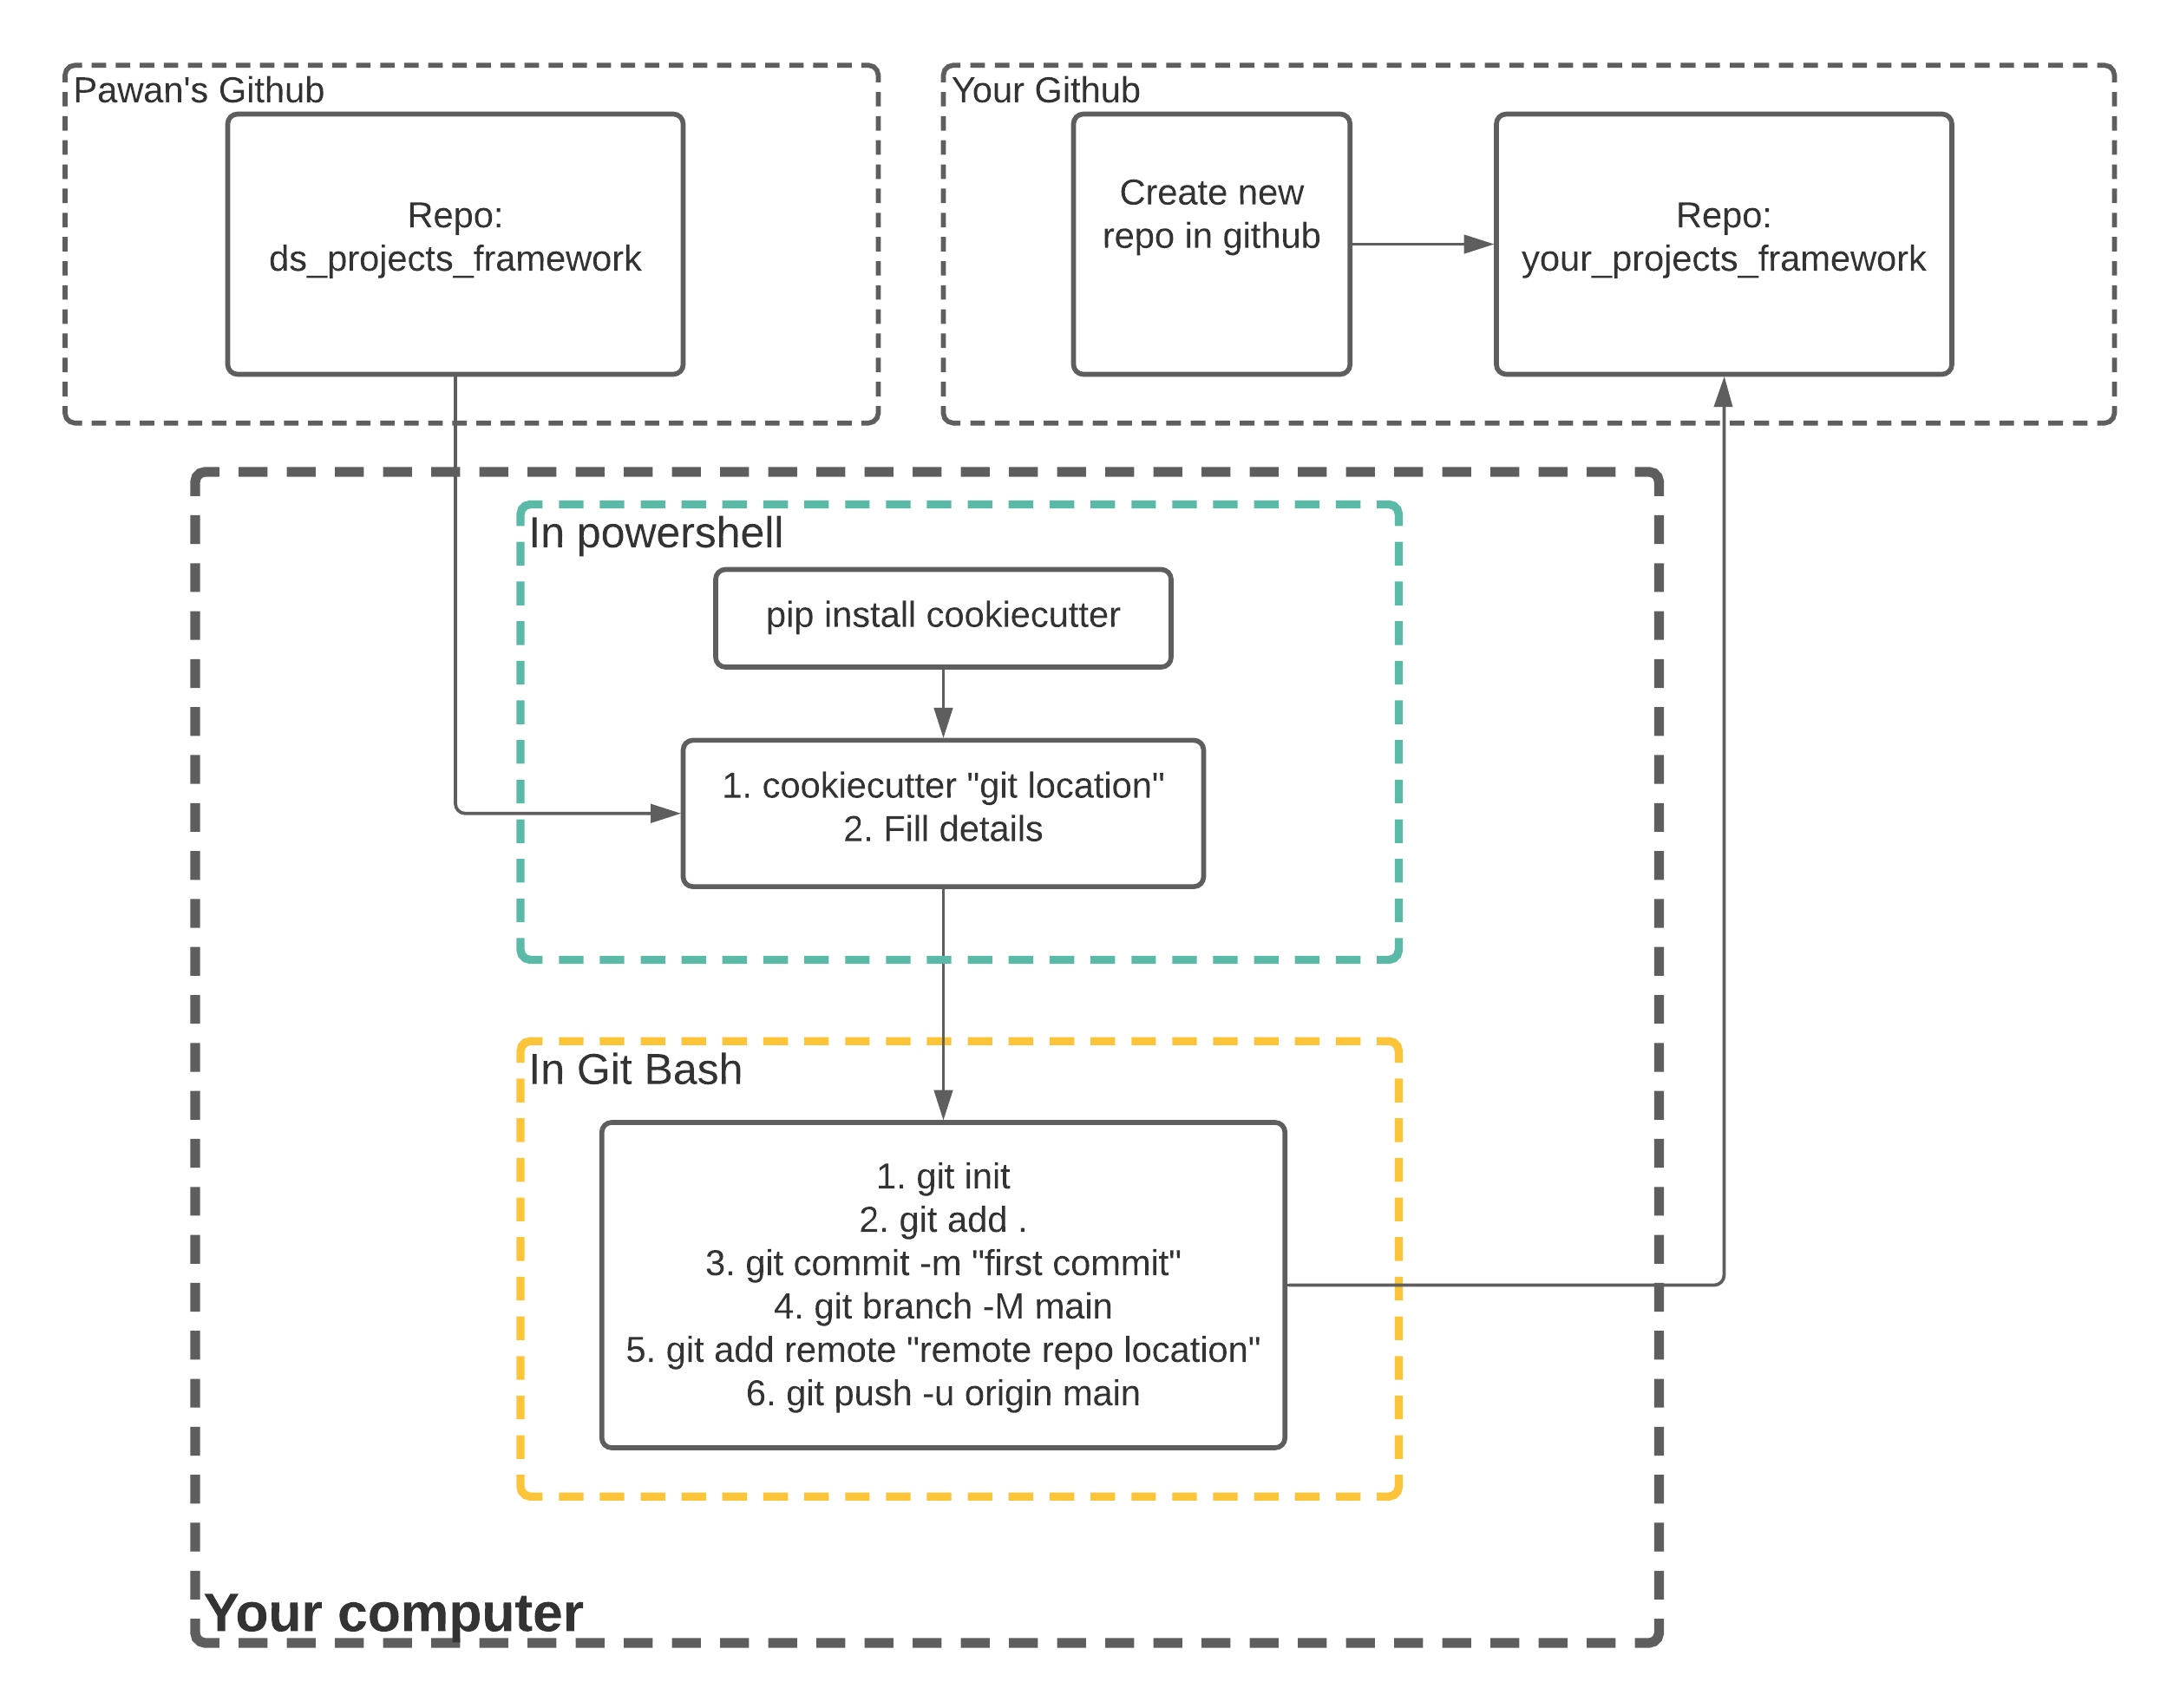 Pawan's Github
Repo:
ds_projects_framework
Your Github
Create new
repo in github
Repo:
your_projects_framework
In powershell
pip install cookiecutter
1. cookiecutter "git location"
2. Fill details
In Git Bash
1. git init
2. git add .
3. git commit -m "first commit"
4. git branch -M main
5. git add remote "remote repo location"
6. git push -u origin main
Your computer